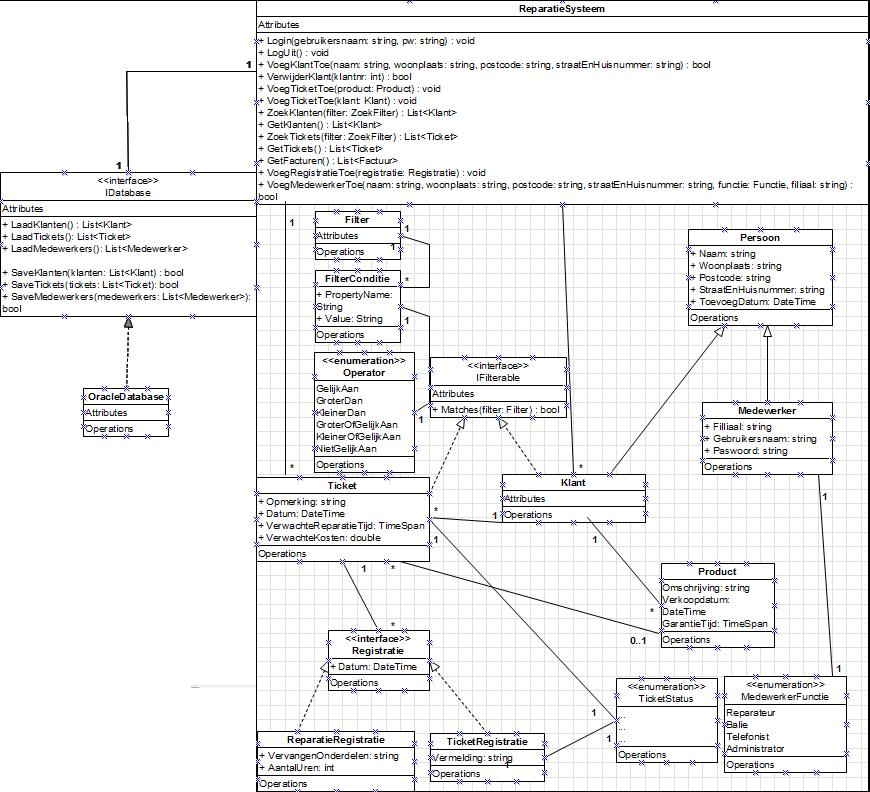 ReparatieSysteem
Attributes
+ Login(gebruikersnaam: string, pw: string) : void
+ LogUit() : void
+ VoegKlantToe(naam: string, woonplaats: string, postcode: string, straatEnHuisnummer: string) : bool
+ VerwijderKlant(klantnr: int) : bool
+ VoegTicketToe(product: Product) : void
+ VoegTicketToe(klant: Klant) : void
+ ZoekKlanten(filter: ZoekFilter) : List<Klant>
+ GetKlanten() : List<Klant>
+ ZoekTickets(filter: ZoekFilter) : List<Ticket>
+ GetTickets() : List<Ticket>
+ GetFacturen() : List<Factuur>
+ VoegRegistratieToe(registratie: Registratie) : void
+ VoegMedewerkerToe(naam: string, woonplaats: string, postcode: string, straatEnHuisnummer: string, functie: Functie, filiaal: string) :
bool
1
1
<<interface>>
IDatabase
Attributes
+ LaadKlanten() : List<Klant>
+ LaadTickets(): List<Ticket>
+ LaadMedewerkers(): List<Medewerker>
+ SaveKlanten(klanten: List<Klant) : bool
+ SaveTickets(tickets: List<Ticket): bool
+ SaveMedewerkers(medewerkers: List<Medewerker>):
bool
OracleDatabase
Attributes
Operations
1
*
Filter
Attributes
Operations
1
1
*
FilterConditie
+ PropertyName:
String
+ Value: String
Operations
1
<<enumeration>>
Operator
GelijkAan
GroterDan
KleinerDan
GroterOfGelijkAan
KleinerOfGelijkAan
NietGelijkAan
Operations
1
<<interface>>
IFilterable
Attributes
+ Matches(filter: Filter) : bool
Persoon
+ Naam: string
+ Woonplaats: string
+ Postcode: string
+ StraatEnHuisnummer: string
+ ToevoegDatum: DateTime
Operations
Medewerker
+ Filliaal: string
+ Gebruikersnaam: string
+ Paswoord: string
Operations
1
1
*
Klant
Attributes
Operations
1
*
Ticket
+ Opmerking: string
+ Datum: DateTime
+ VerwachteReparatieTijd: TimeSpan
+ VerwachteKosten: double
Operations
*
1
1
1
*
*
0..1
Product
Omschrijving: string
Verkoopdatum:
DateTime
GarantieTijd: TimeSpan
Operations
<<interface>>
Registratie
+ Datum: DateTime
Operations
ReparatieRegistratie
+ VervangenOnderdelen: string
+ AantalUren: int
Operations
TicketRegistratie
Vermelding: string
Operations
1
1
1
<<enumeration>>
TicketStatus
...
...
...
Operations
<<enumeration>>
MedewerkerFunctie
Reparateur
Balie
Telefonist
Administrator
Operations